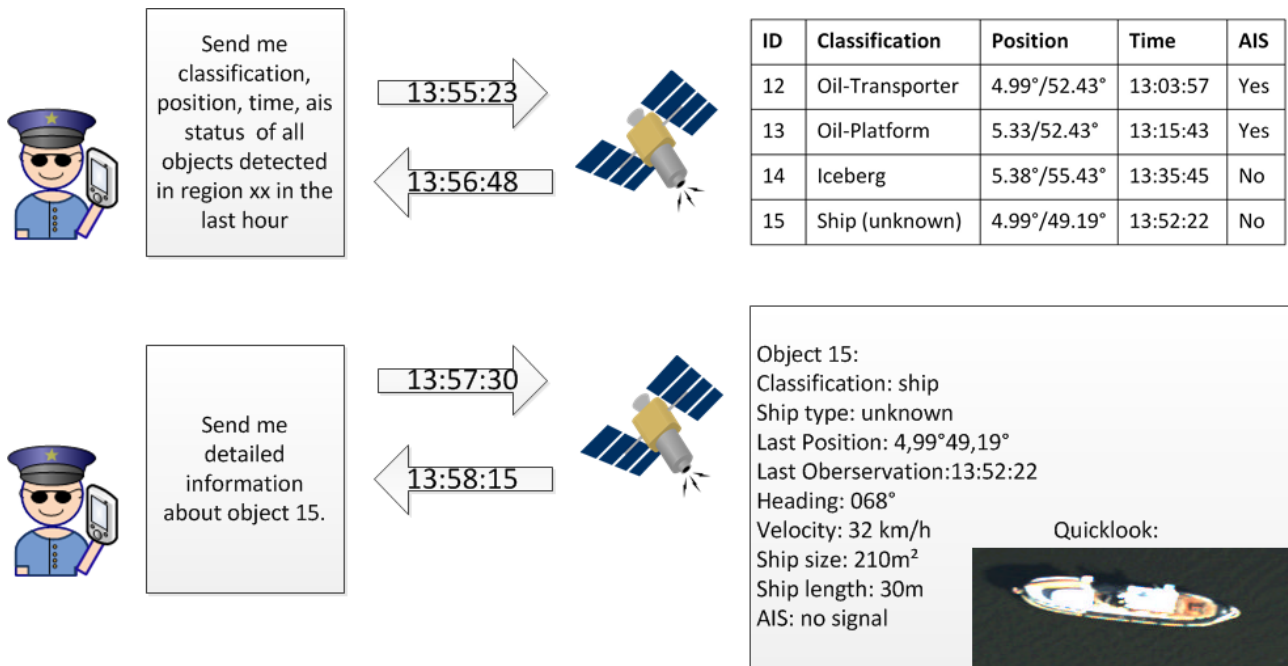 Send me
classification,
position, time, ais
status of all
objects detected
in region xx in the
last hour
13:55:23
13:56:48
ID Classification Position Time AIS
12 Oil-Transporter 4.99°/52.43° 13:03:57 Yes
13 Oil-Platform 5.33/52.43° 13:15:43 Yes
14 Iceberg 5.38°/55.43° 13:35:45 No
15 Ship (unknown) 4.99°/49.19° 13:52:22 No
Send me
detailed
information
about object 15.
13:57:30
13:58:15
Object 15:
Classification: ship
Ship type: unknown
Last Position: 4,99°49,19°
Last Oberservation:13:52:22
Heading: 068°
Velocity: 32 km/h
Ship size: 210m²
Ship length: 30m
AIS: no signal
Quicklook: